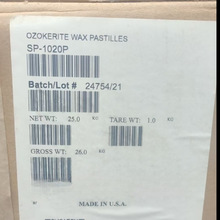 OZOKERITE WAX PASTILLES
SP-1020P
Batch/Lot # 24754/21
NET WT: 25.0 KG TARE WT: 1.0 KG
GROSS WT: 26.0 KG
MADE IN U.S.A.